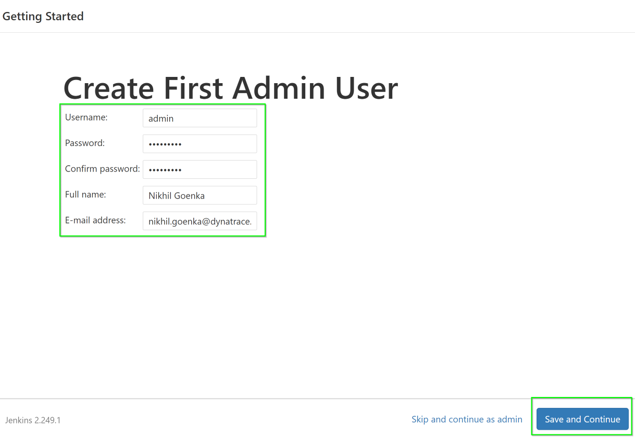 Getting Started
Create First Admin User
Username: admin
Password: •••••••••
Confirm password: •••••••••
Full name: Nikhil Goenka
E-mail address: nikhil.goenka@dynatrace.
Jenkins 2.249.1 Skip and continue as admin Save and Continue